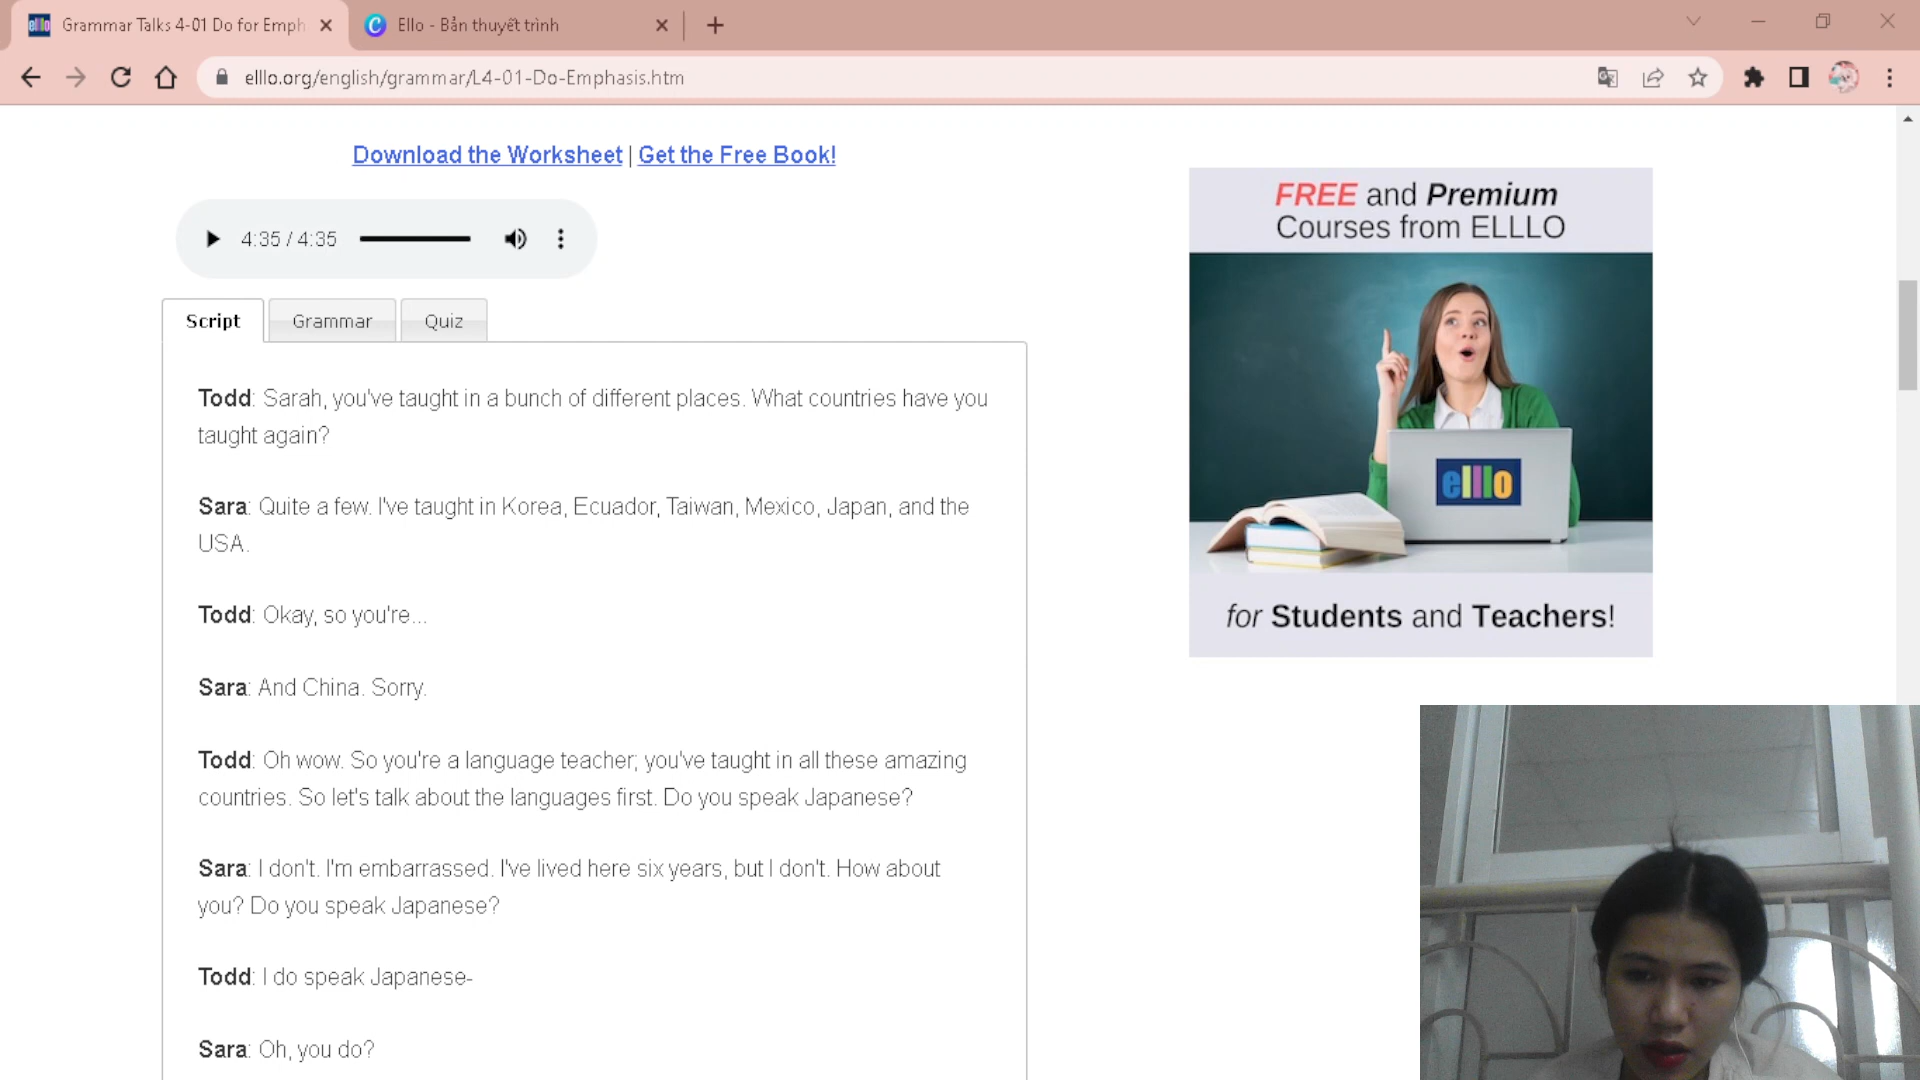 Grammar Talks 4-01 Do for Emph
Ello - Bản thuyết trình
elllo.org/english/grammar/L4-01-Do-Emphasis.htm
Download the Worksheet | Get the Free Book!
4:35 / 4:35
Script
Grammar
Quiz
Todd: Sarah, you've taught in a bunch of different places. What countries have you
taught again?
Sara: Quite a few. I've taught in Korea, Ecuador, Taiwan, Mexico, Japan, and the
USA.
Todd: Okay, so you're...
Sara: And China. Sorry.
Todd: Oh wow. So you're a language teacher; you've taught in all these amazing
countries. So let's talk about the languages first. Do you speak Japanese?
Sara: I don't. I'm embarrassed. I've lived here six years, but I don't. How about
you? Do you speak Japanese?
Todd: I do speak Japanese-
Sara: Oh, you do?
FREE and Premium
Courses from ELLLO
elllo
for Students and Teachers!